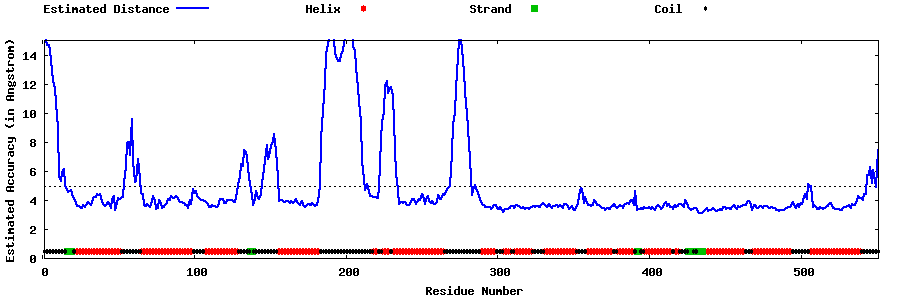 Estimated Distance Helix Strand Coil
Estimated Accuracy (in Angstrom)
14
12
10
8
6
4
2
0
0 100 200 300 400 500
Residue Number